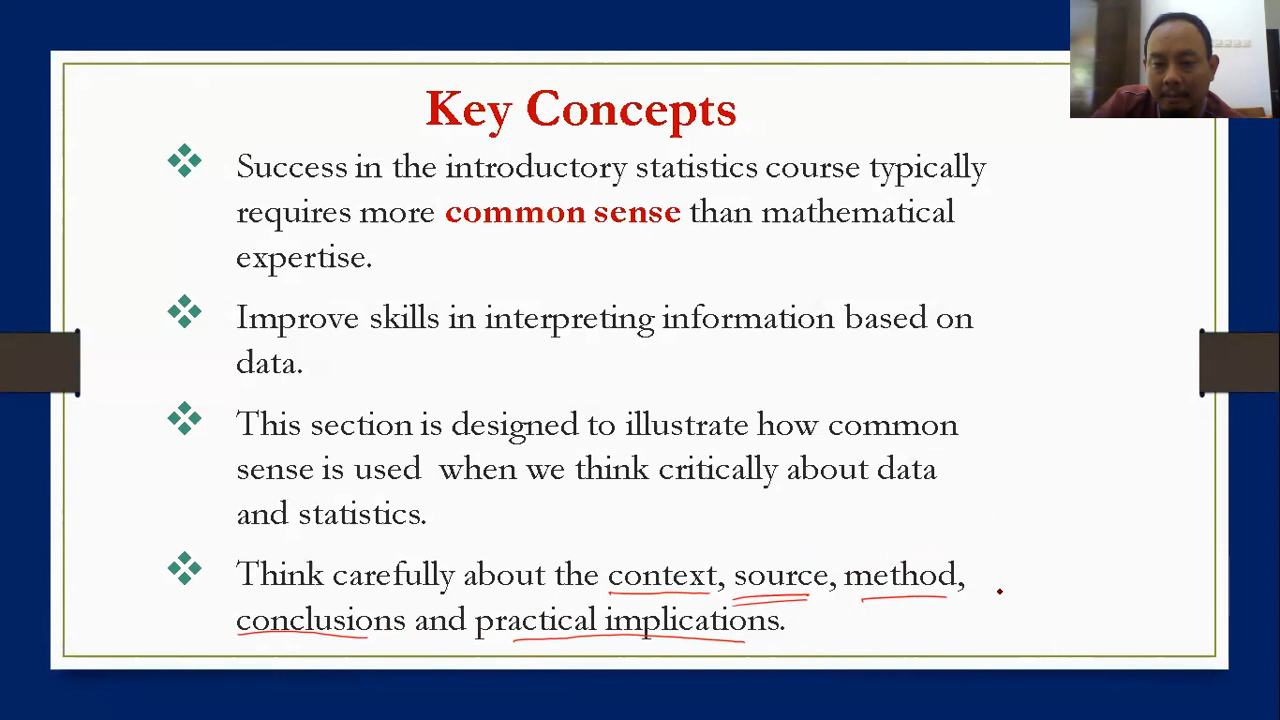 Key Concepts
Success in the introductory statistics course typically
requires more common sense than mathematical
expertise.
Improve skills in interpreting information based on
data.
This section is designed to illustrate how common
sense is used when we think critically about data
and statistics.
Think carefully about the context, source, method,
conclusions and practical implications.